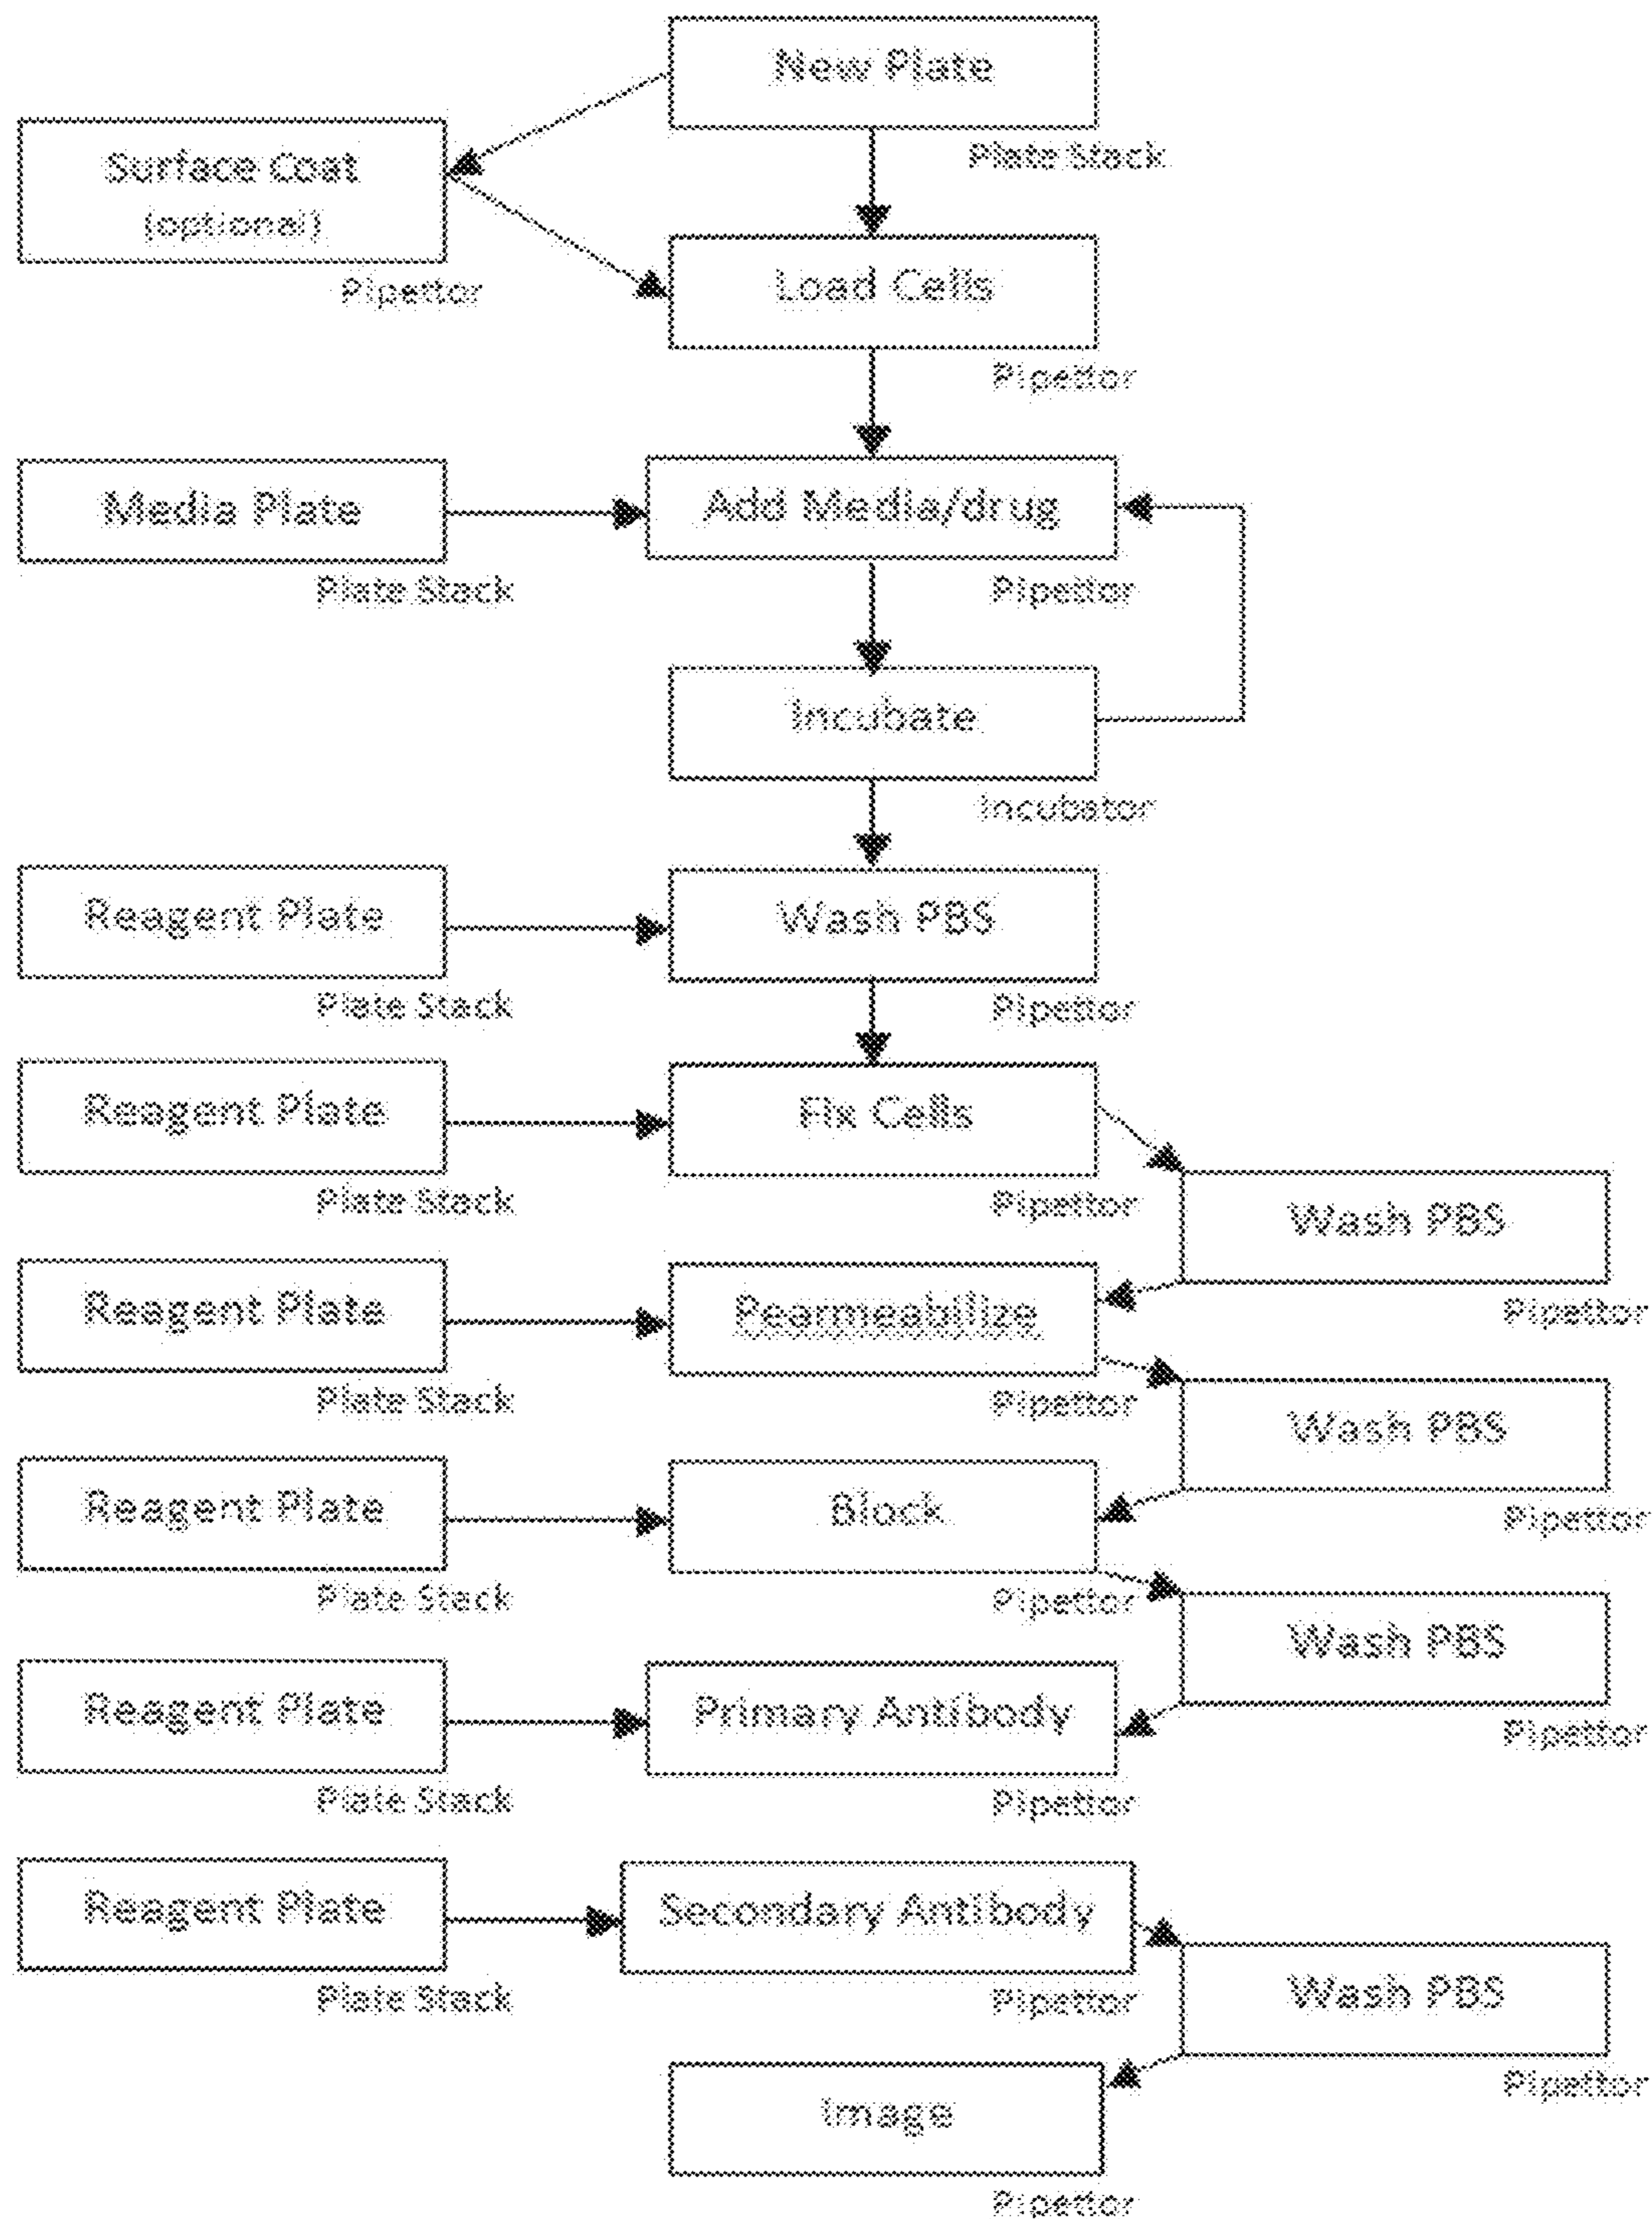 New Plate
Plate Stack
Surface Coat
(optional)
Pipettor
Load Cells
Pipettor
Media Plate
Plate Stack
Add Media/drug
Pipettor
Incubate
Incubator
Reagent Plate
Plate Stack
Wash PBS
Pipettor
Reagent Plate
Plate Stack
Fix Cells
Pipettor
Wash PBS
Pipettor
Reagent Plate
Plate Stack
Pearmeabilize
Pipettor
Wash PBS
Pipettor
Reagent Plate
Plate Stack
Block
Pipettor
Wash PBS
Pipettor
Reagent Plate
Plate Stack
Primary Antibody
Pipettor
Reagent Plate
Plate Stack
Secondary Antibody
Pipettor
Wash PBS
Pipettor
Image
Pipettor